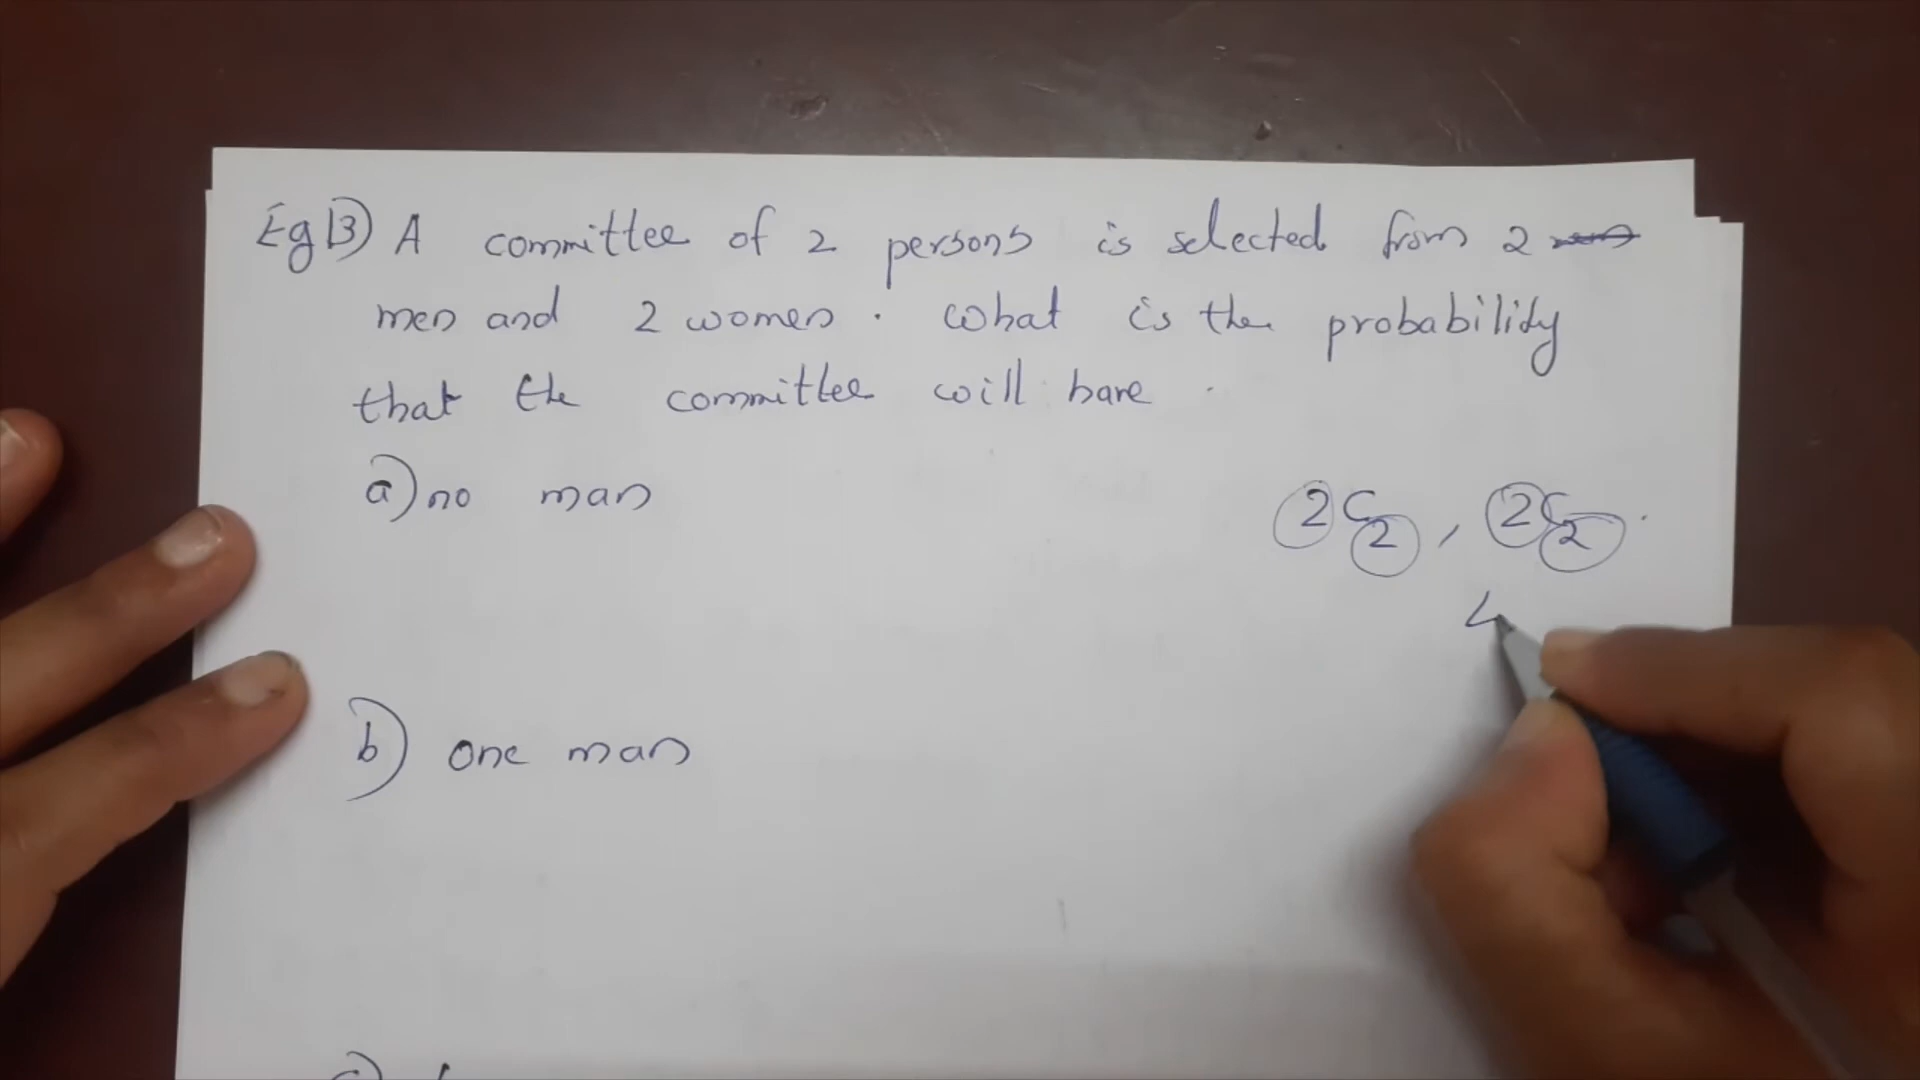 Eg 13) A committee of 2 persons is selected from 2
men and 2 women. What is the probability
that the committee will have
a) no man
2C2, 2C2.
4
b) one man
c)